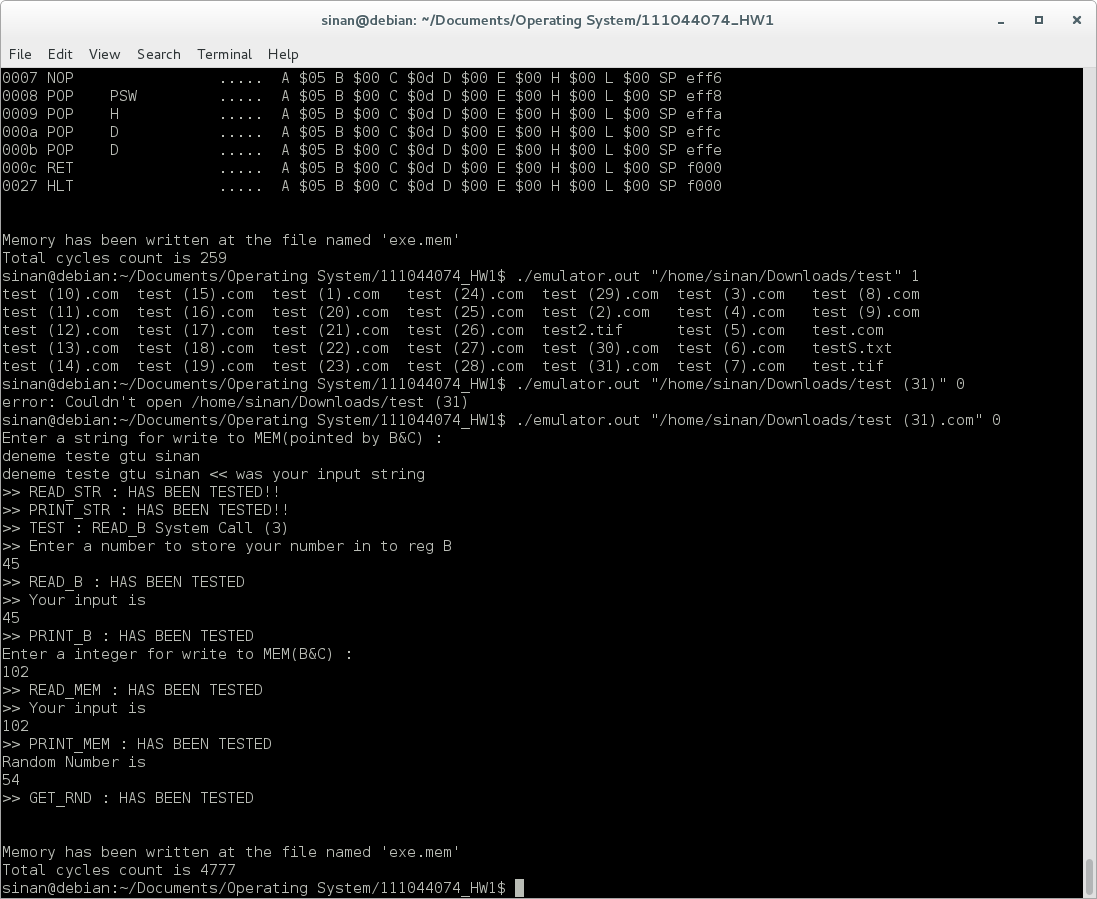 sinan@debian: ~/Documents/Operating System/111044074_HW1
File Edit View Search Terminal Help
0007 NOP                ..... A $05 B $00 C $0d D $00 E $00 H $00 L $00 SP eff6
0008 POP    PSW         ..... A $05 B $00 C $0d D $00 E $00 H $00 L $00 SP eff8
0009 POP    H           ..... A $05 B $00 C $0d D $00 E $00 H $00 L $00 SP effa
000a POP    D           ..... A $05 B $00 C $0d D $00 E $00 H $00 L $00 SP effc
000b POP    D           ..... A $05 B $00 C $0d D $00 E $00 H $00 L $00 SP effe
000c RET                ..... A $05 B $00 C $0d D $00 E $00 H $00 L $00 SP f000
0027 HLT                ..... A $05 B $00 C $0d D $00 E $00 H $00 L $00 SP f000
Memory has been written at the file named 'exe.mem'
Total cycles count is 259
sinan@debian:~/Documents/Operating System/111044074_HW1$ ./emulator.out "/home/sinan/Downloads/test" 1
test (10).com  test (15).com  test (1).com   test (24).com  test (29).com  test (3).com   test (8).com
test (11).com  test (16).com  test (20).com  test (25).com  test (2).com   test (4).com   test (9).com
test (12).com  test (17).com  test (21).com  test (26).com  test2.tif      test (5).com   test.com
test (13).com  test (18).com  test (22).com  test (27).com  test (30).com  test (6).com   testS.txt
test (14).com  test (19).com  test (23).com  test (28).com  test (31).com  test (7).com   test.tif
sinan@debian:~/Documents/Operating System/111044074_HW1$ ./emulator.out "/home/sinan/Downloads/test (31)" 0
error: Couldn't open /home/sinan/Downloads/test (31)
sinan@debian:~/Documents/Operating System/111044074_HW1$ ./emulator.out "/home/sinan/Downloads/test (31).com" 0
Enter a string for write to MEM(pointed by B&C) :
deneme teste gtu sinan
deneme teste gtu sinan << was your input string
>> READ_STR : HAS BEEN TESTED!!
>> PRINT_STR : HAS BEEN TESTED!!
>> TEST : READ_B System Call (3)
>> Enter a number to store your number in to reg B
45
>> READ_B : HAS BEEN TESTED
>> Your input is
45
>> PRINT_B : HAS BEEN TESTED
Enter a integer for write to MEM(B&C) :
102
>> READ_MEM : HAS BEEN TESTED
>> Your input is
102
>> PRINT_MEM : HAS BEEN TESTED
Random Number is
54
>> GET_RND : HAS BEEN TESTED
Memory has been written at the file named 'exe.mem'
Total cycles count is 4777
sinan@debian:~/Documents/Operating System/111044074_HW1$